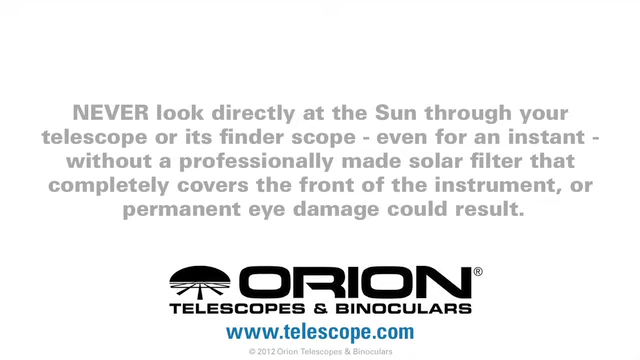 NEVER look directly at the Sun through your
telescope or its finder scope - even for an instant -
without a professionally made solar filter that
completely covers the front of the instrument, or
permanent eye damage could result.
ORION®
TELESCOPES & BINOCULARS
www.telescope.com
© 2012 Orion Telescopes & Binoculars